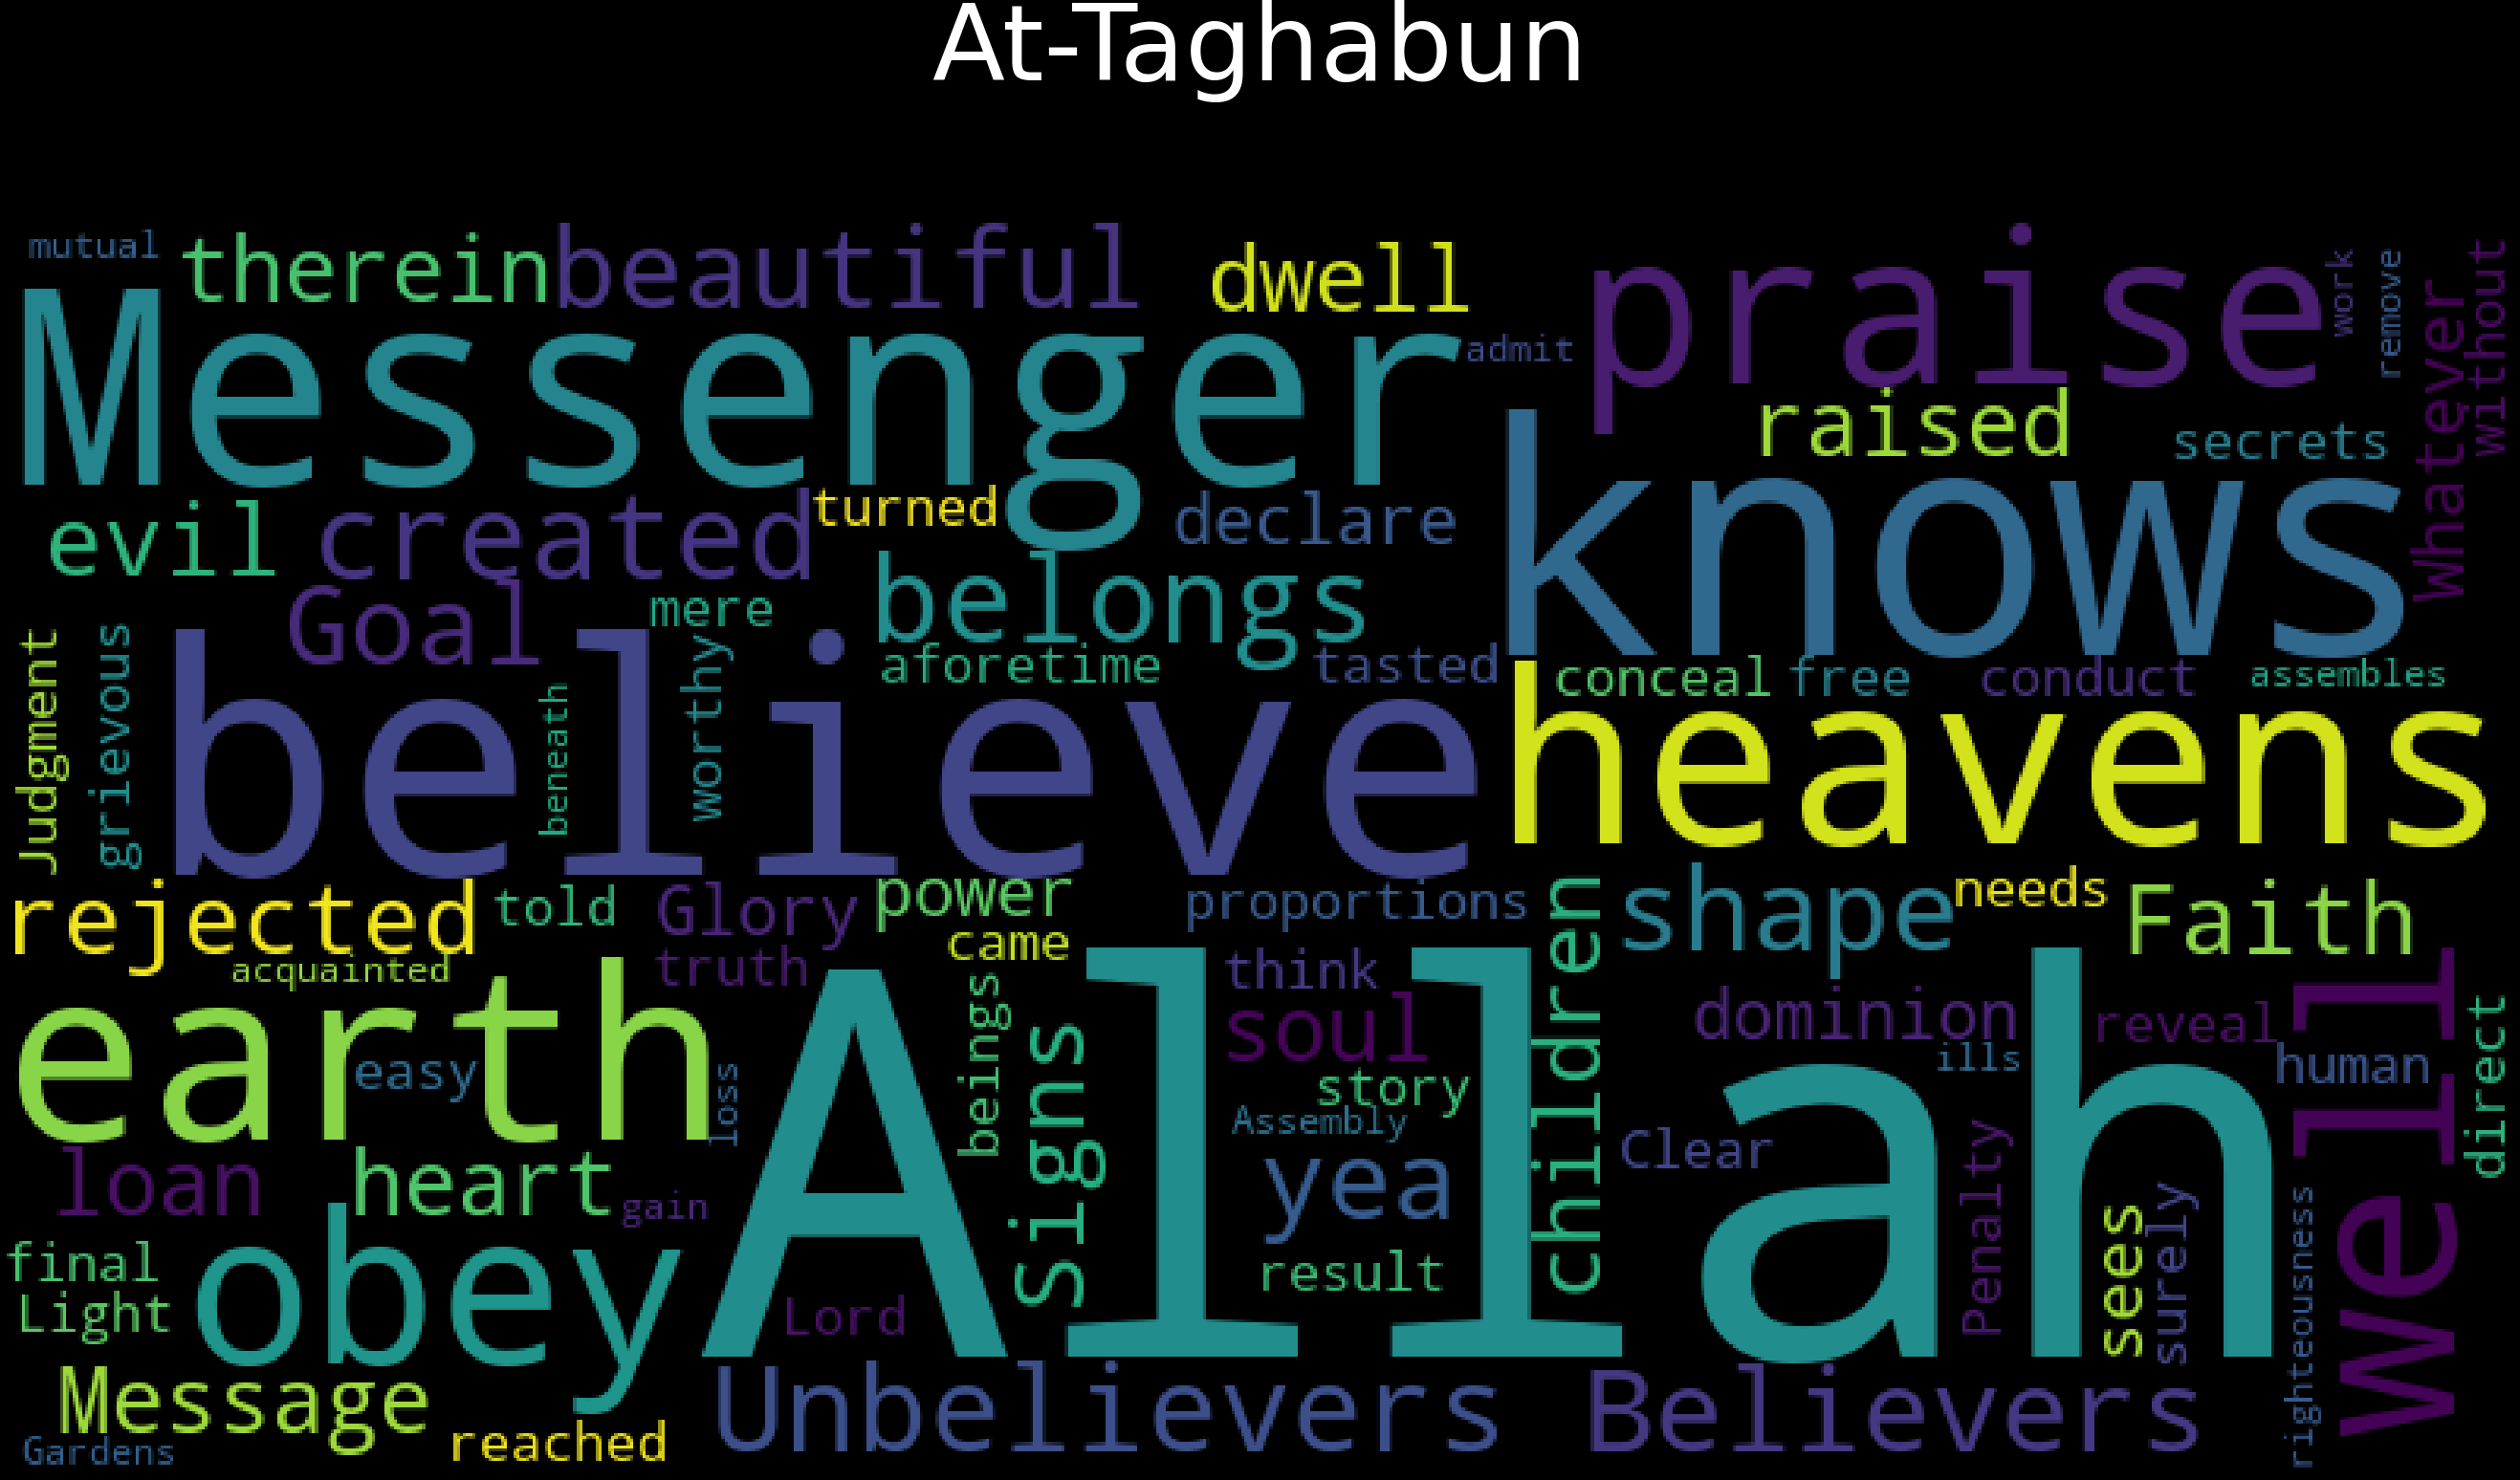 At-Taghabun
mutual
therein
beautiful
dwell
praise
work
remove
Whatever
without
Messenger
admit
raised
secrets
knows
evil
created
turned
declare
belongs
Goal
mere
aforetime
tasted
conceal
free
conduct
assembles
Judgment
grievous
believe
beneath
worthy
heavens
rejected
told
Glory
power
proportions
children
shape
needs
Faith
came
truth
acquainted
think
earth
easy
loss
beings
Signs
soul
story
dominion
reveal
ills
human
well
direct
Assembly
Clear
Allah
loan
heart
gain
yea
Penalty
sees
surely
righteousness
final
Light
obey
Lord
result
Message
Unbelievers
Believers
Gardens
reached